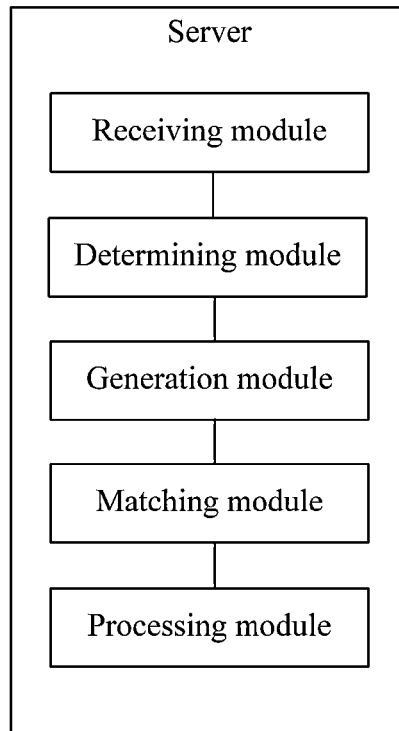 Server
Receiving module
Determining module
Generation module
Matching module
Processing module